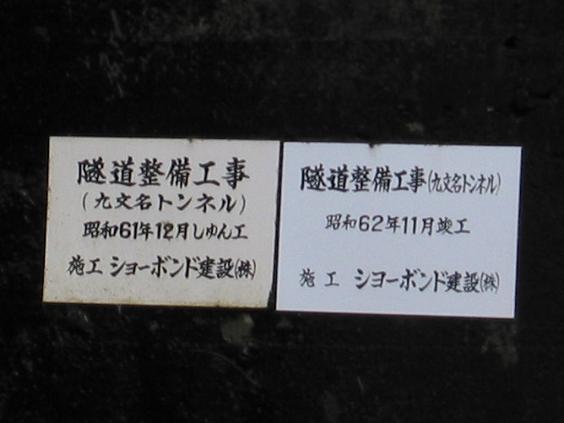 隧道整備工事
(九文名トンネル)
昭和61年12月しゅん工
施工 ショーボンド建設㈱
隧道整備工事(九文名トンネル)
昭和62年11月竣工
施工 ショーボンド建設㈱